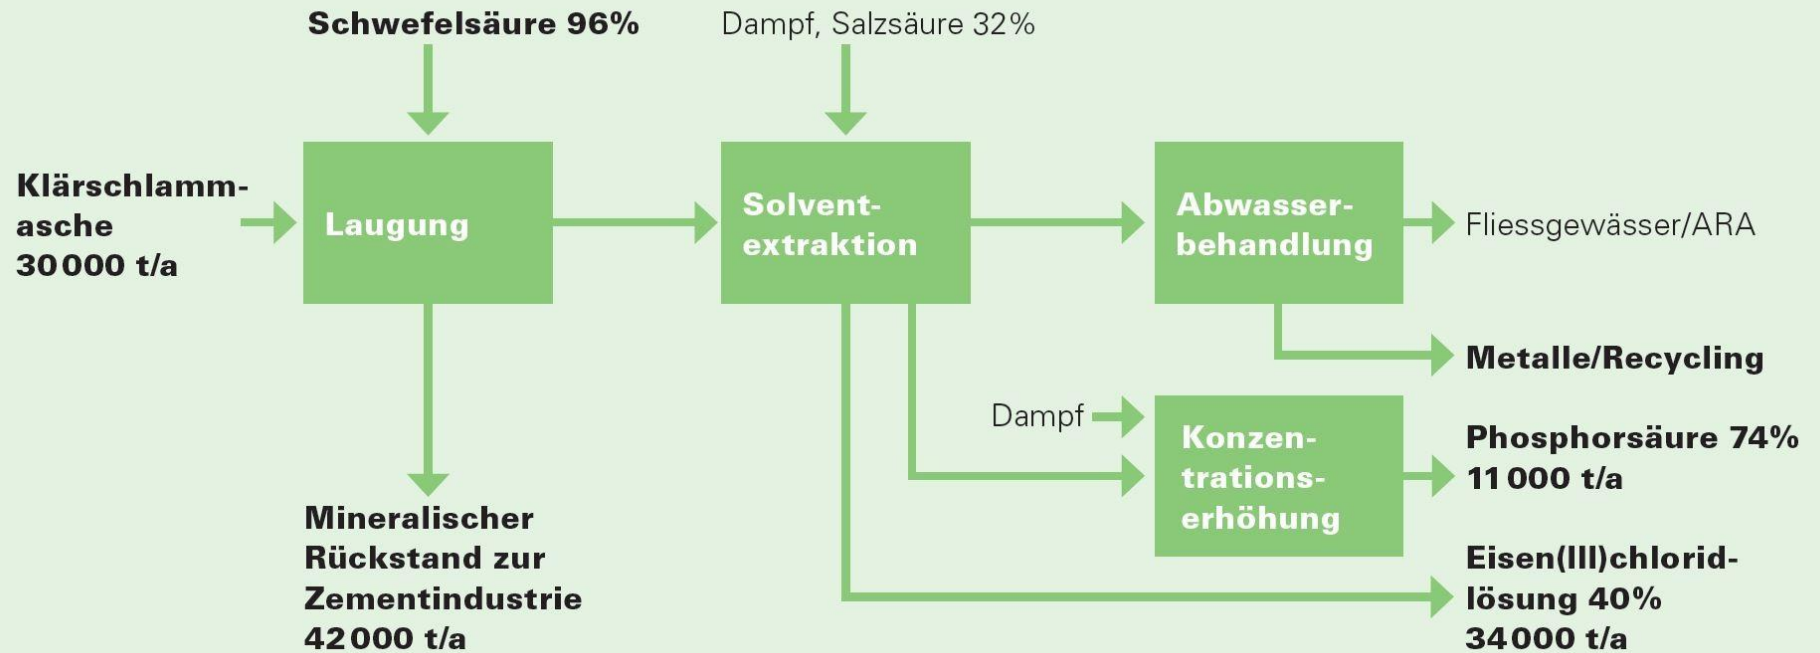 Schwefelsäure 96%
Dampf, Salzsäure 32%
Klärschlamm-
asche
30 000 t/a
Laugung
Solvent-
extraktion
Abwasser-
behandlung
Fliessgewässer/ARA
Metalle/Recycling
Dampf
Konzen-
trations-
erhöhung
Phosphorsäure 74%
11 000 t/a
Mineralischer
Rückstand zur
Zementindustrie
42 000 t/a
Eisen(III)chlorid-
lösung 40%
34 000 t/a